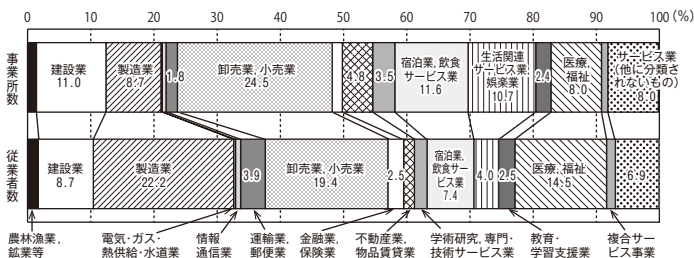 0 10 20 30 40 50 60 70 80 90 100 (%)
事業所数
建設業
11.0
製造業
8.7
1.8
卸売業，小売業
24.5
4.8
3.5
宿泊業，飲食
サービス業
11.6
生活関連
サービス業，
娯楽業
10.7
2.4
医療，
福祉
8.0
サービス業
(他に分類さ
れないもの)
8.0
従業者数
建設業
8.7
製造業
22.2
3.9
卸売業，小売業
19.4
2.5
宿泊業，
飲食サー
ビス業
7.4
4.0
2.5
医療，福祉
14.5
6.9
農林漁業，
鉱業等
電気・ガス・
熱供給・水道業
情報
通信業
運輸業，
郵便業
金融業，
保険業
不動産業，
物品賃貸業
学術研究，専門・
技術サービス業
教育・
学習支援業
複合サー
ビス事業